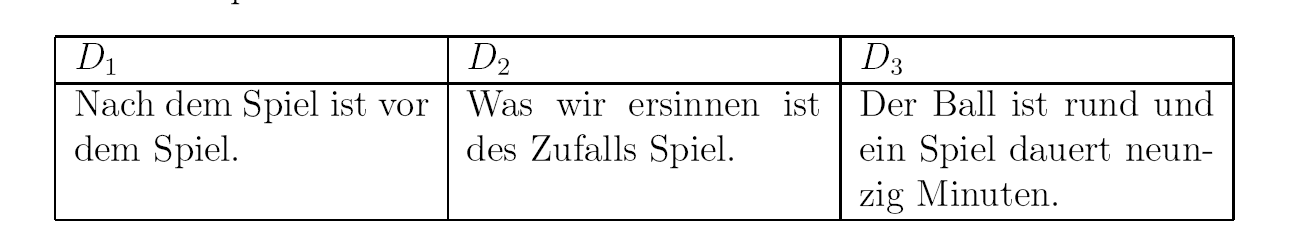 D₁ D₂ D₃
Nach dem Spiel ist vor
dem Spiel.
Was wir ersinnen ist
des Zufalls Spiel.
Der Ball ist rund und
ein Spiel dauert neun-
zig Minuten.